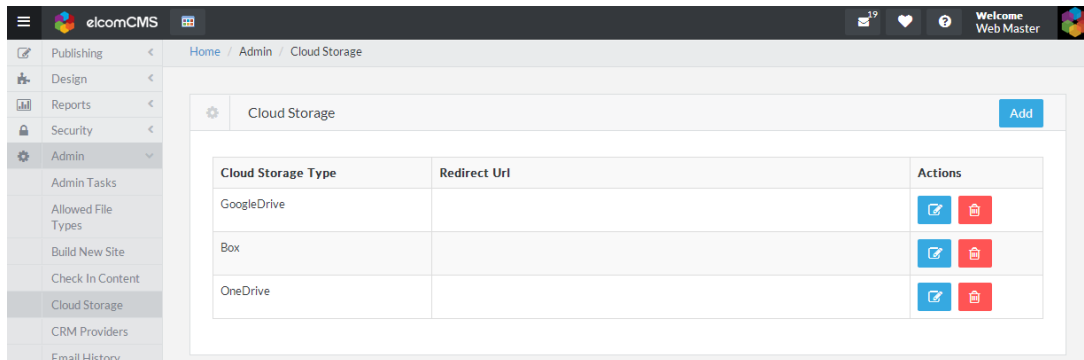 elcomCMS
19
Welcome
Web Master
Publishing
Home / Admin / Cloud Storage
Design
Reports
Security
Admin
Admin Tasks
Allowed File
Types
Build New Site
Check In Content
Cloud Storage
CRM Providers
Email History
Cloud Storage
Add
Cloud Storage Type Redirect Url Actions
GoogleDrive
Box
OneDrive